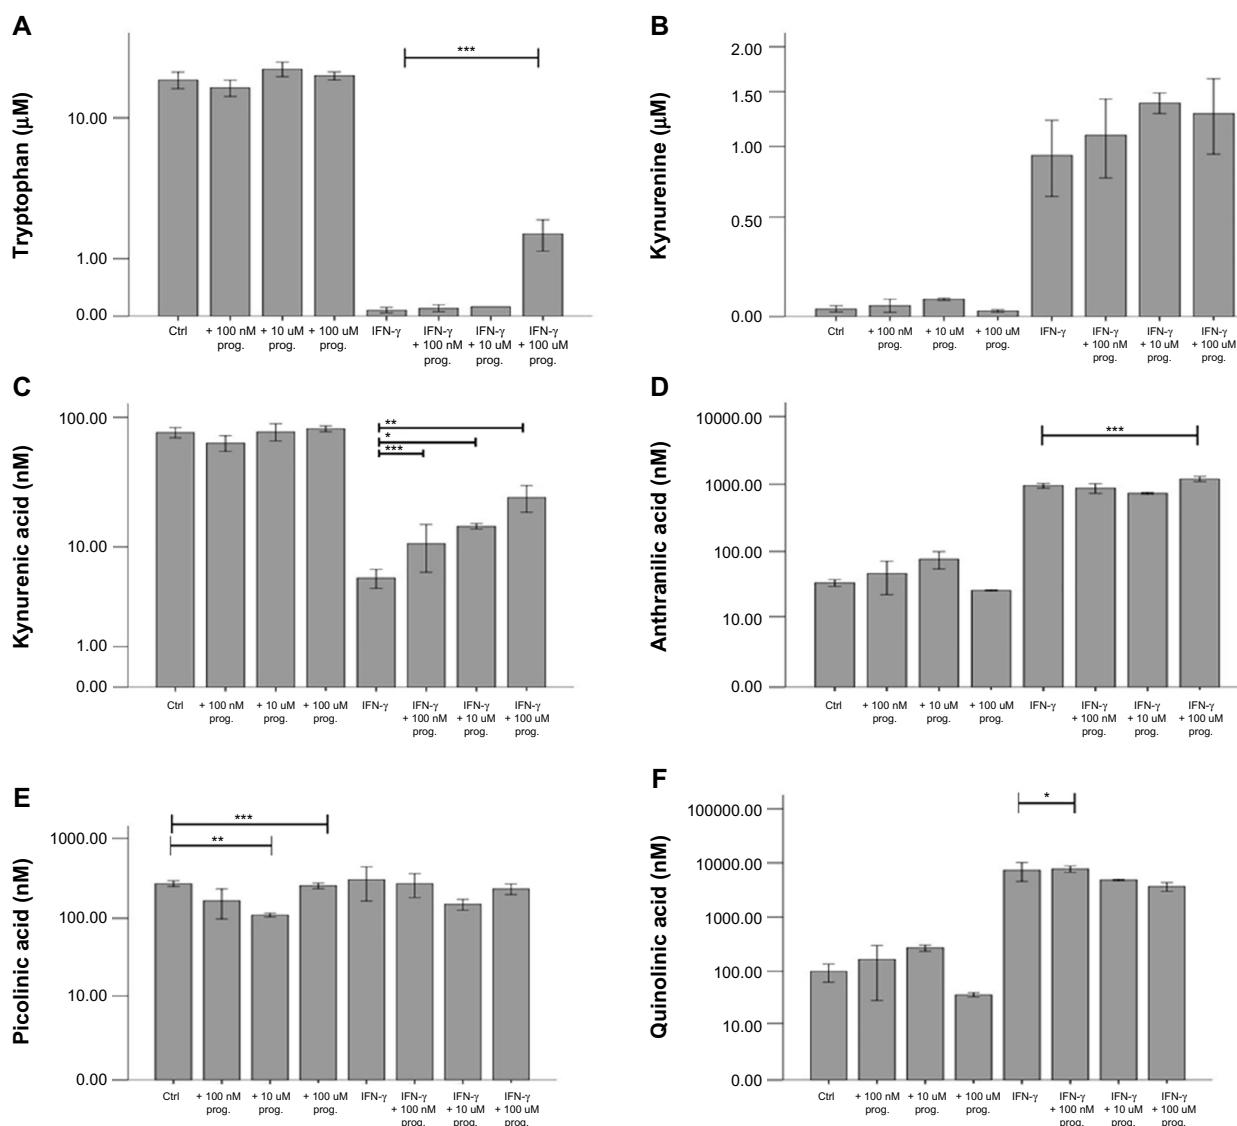 A
Tryptophan (μM)
10.00
1.00
0.00
***
Ctrl
+ 100 nM
prog.
+ 10 uM
prog.
+ 100 uM
prog.
IFN-γ
IFN-γ
+ 100 nM
prog.
IFN-γ
+ 10 uM
prog.
IFN-γ
+ 100 uM
prog.
B
Kynurenine (μM)
2.00
1.50
1.00
0.50
0.00
Ctrl
+ 100 nM
prog.
+ 10 uM
prog.
+ 100 uM
prog.
IFN-γ
IFN-γ
+ 100 nM
prog.
IFN-γ
+ 10 uM
prog.
IFN-γ
+ 100 uM
prog.
C
Kynurenic acid (nM)
100.00
10.00
1.00
0.00
**
*
***
Ctrl
+ 100 nM
prog.
+ 10 uM
prog.
+ 100 uM
prog.
IFN-γ
IFN-γ
+ 100 nM
prog.
IFN-γ
+ 10 uM
prog.
IFN-γ
+ 100 uM
prog.
D
Anthranilic acid (nM)
10000.00
1000.00
100.00
10.00
0.00
***
Ctrl
+ 100 nM
prog.
+ 10 uM
prog.
+ 100 uM
prog.
IFN-γ
IFN-γ
+ 100 nM
prog.
IFN-γ
+ 10 uM
prog.
IFN-γ
+ 100 uM
prog.
E
Picolinic acid (nM)
1000.00
100.00
10.00
0.00
***
**
Ctrl
+ 100 nM
prog.
+ 10 uM
prog.
+ 100 uM
prog.
IFN-γ
IFN-γ
+ 100 nM
prog.
IFN-γ
+ 10 uM
prog.
IFN-γ
+ 100 uM
prog.
F
Quinolinic acid (nM)
100000.00
10000.00
1000.00
100.00
10.00
0.00
*
Ctrl
+ 100 nM
prog.
+ 10 uM
prog.
+ 100 uM
prog.
IFN-γ
IFN-γ
+ 100 nM
prog.
IFN-γ
+ 10 uM
prog.
IFN-γ
+ 100 uM
prog.